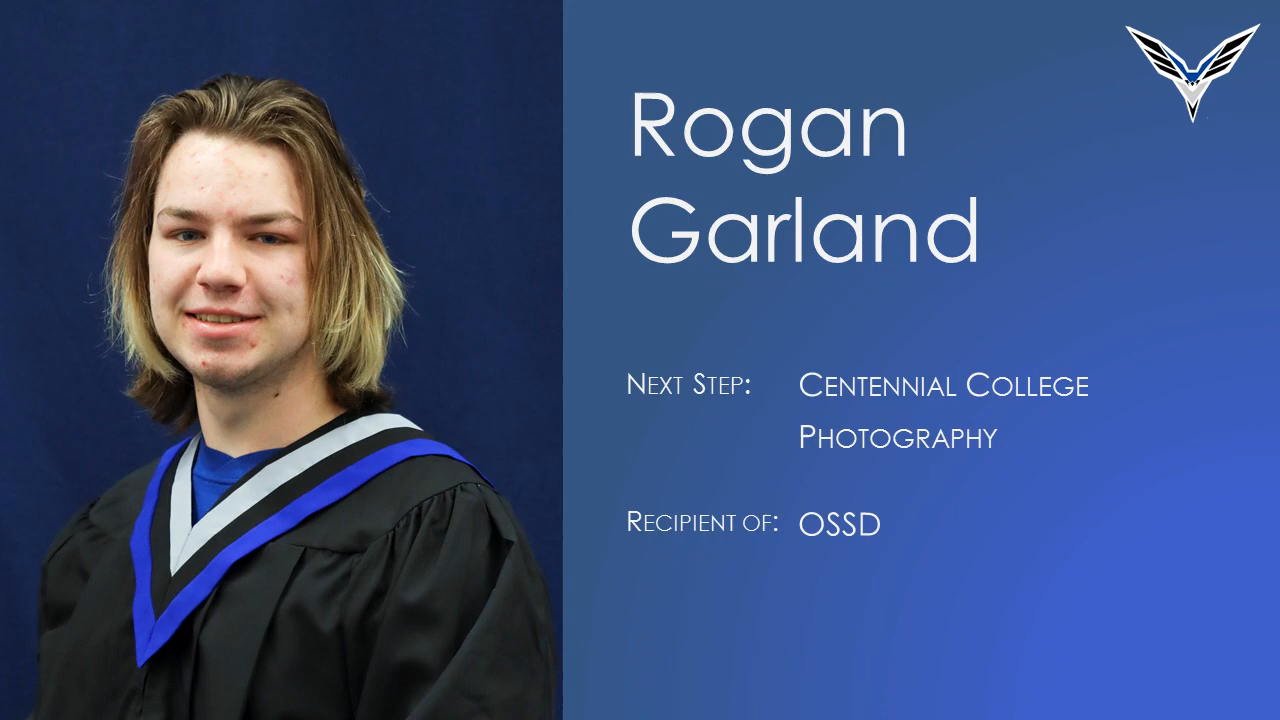 Rogan
Garland
Next Step: Centennial College
Photography
Recipient of: OSSD